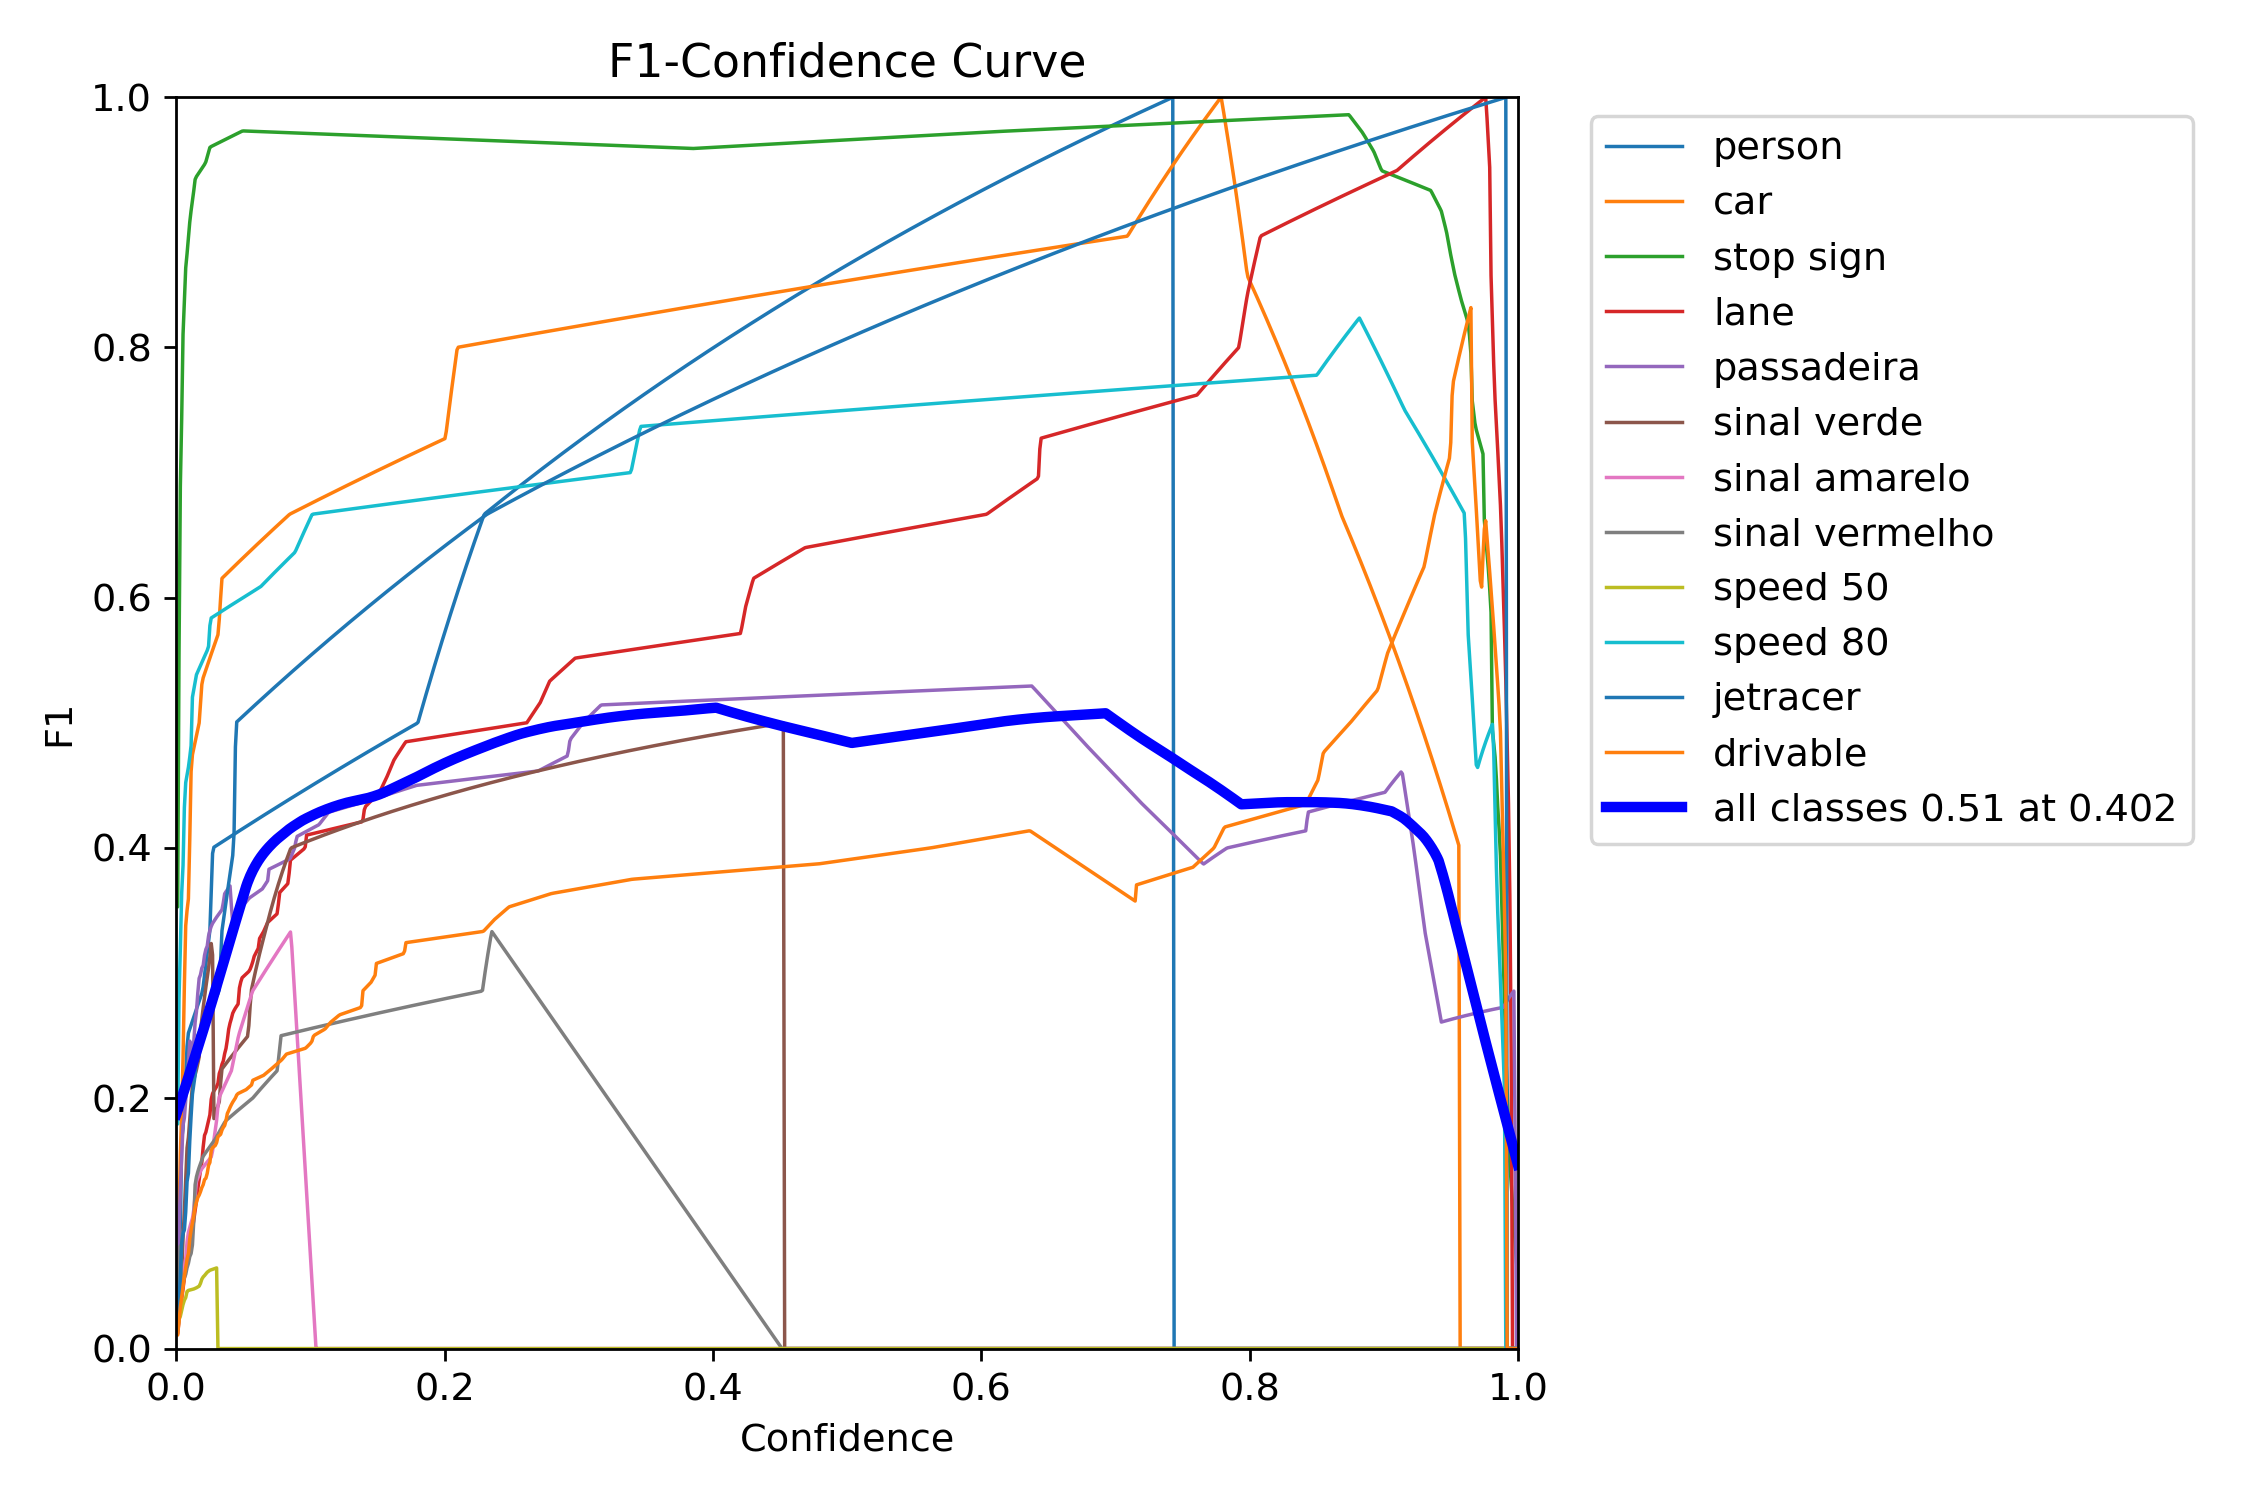 F1-Confidence Curve
1.0
0.8
0.6
0.4
0.2
0.0
F1
0.0 0.2 0.4 0.6 0.8 1.0
Confidence
person
car
stop sign
lane
passadeira
sinal verde
sinal amarelo
sinal vermelho
speed 50
speed 80
jetracer
drivable
all classes 0.51 at 0.402